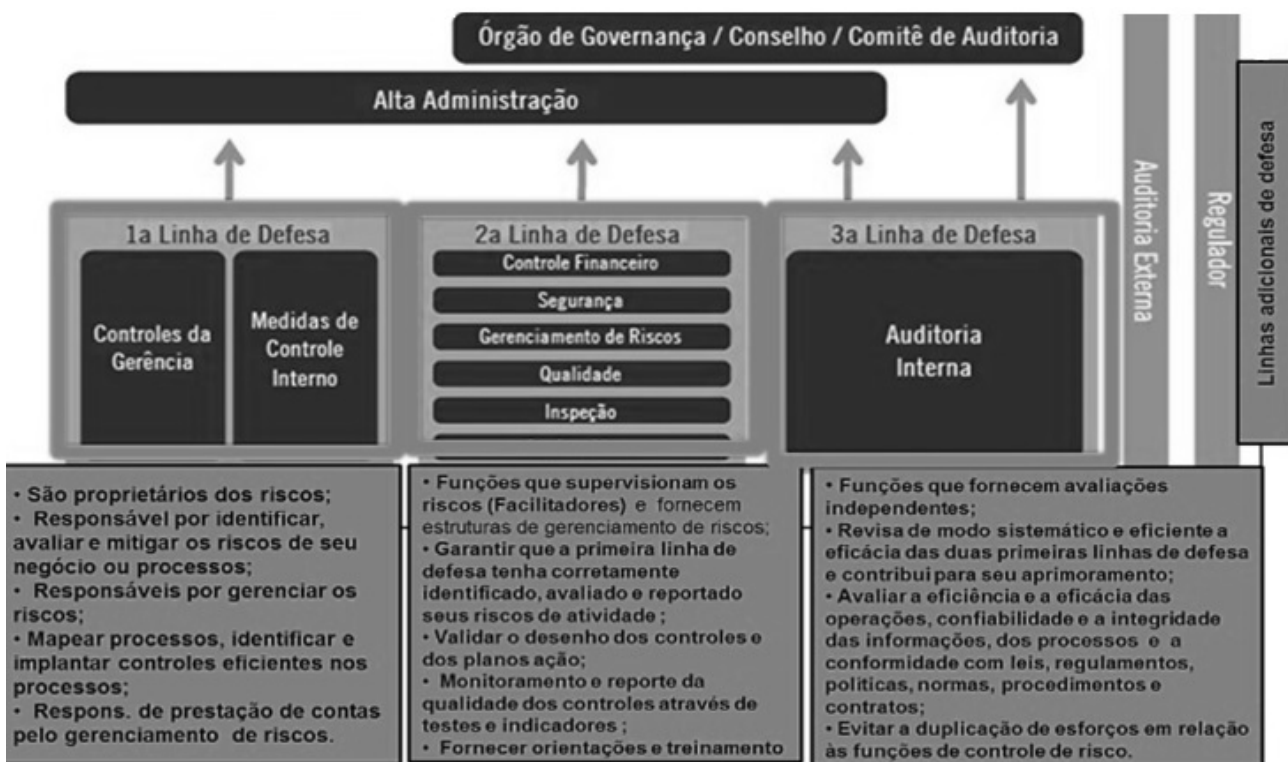 Órgão de Governança / Conselho / Comitê de Auditoria
Alta Administração
1a Linha de Defesa
Controles da
Gerência
Medidas de
Controle
Interno
2a Linha de Defesa
Controle Financeiro
Segurança
Gerenciamento de Riscos
Qualidade
Inspeção
3a Linha de Defesa
Auditoria
Interna
Auditoria Externa
Regulador
Linhas adicionais de defesa
• São proprietários dos riscos;
• Responsável por identificar,
avaliar e mitigar os riscos de seu
negócio ou processos;
• Responsáveis por gerenciar os
riscos;
• Mapear processos, identificar e
implantar controles eficientes nos
processos;
• Respons. de prestação de contas
pelo gerenciamento de riscos.
• Funções que supervisionam os
riscos (Facilitadores) e fornecem
estruturas de gerenciamento de riscos;
• Garantir que a primeira linha de
defesa tenha corretamente
identificado, avaliado e reportado
seus riscos de atividade ;
• Validar o desenho dos controles e
dos planos ação;
• Monitoramento e reporte da
qualidade dos controles através de
testes e indicadores ;
• Fornecer orientações e treinamento
• Funções que fornecem avaliações
independentes;
• Revisa de modo sistemático e eficiente a
eficácia das duas primeiras linhas de defesa
e contribui para seu aprimoramento;
• Avaliar a eficiência e a eficácia das
operações, confiabilidade e a integridade
das informações, dos processos e a
conformidade com leis, regulamentos,
politicas, normas, procedimentos e
contratos;
• Evitar a duplicação de esforços em relação
às funções de controle de risco.